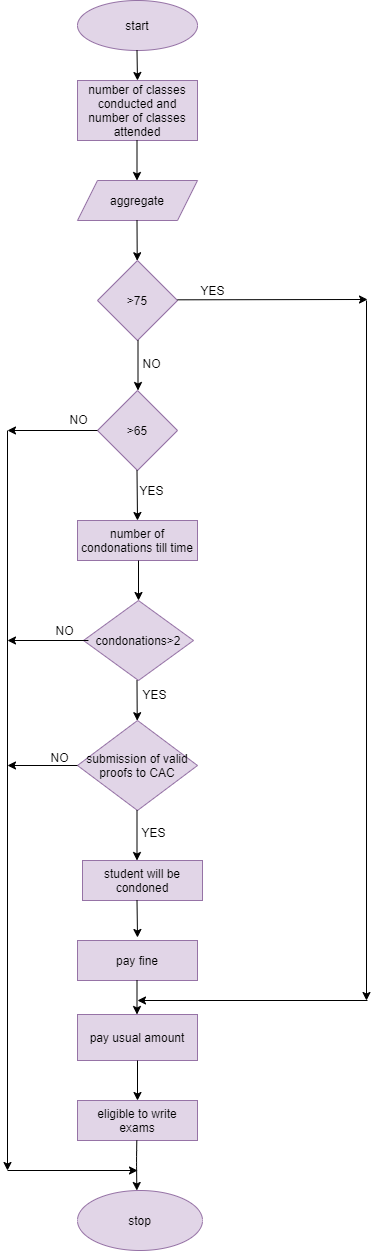 start
number of classes
conducted and
number of classes
attended
aggregate
>75
YES
NO
>65
NO
YES
number of
condonations till time
condonations>2
NO
YES
submission of valid
proofs to CAC
NO
YES
student will be
condoned
pay fine
pay usual amount
eligible to write
exams
stop